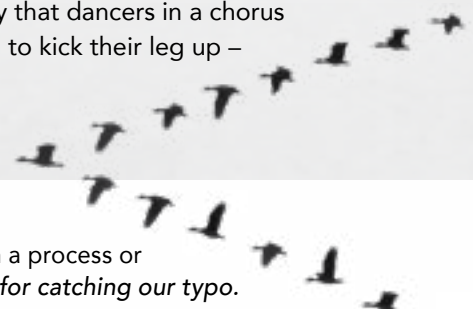 y that dancers in a chorus
to kick their leg up –
a process or
for catching our typo.